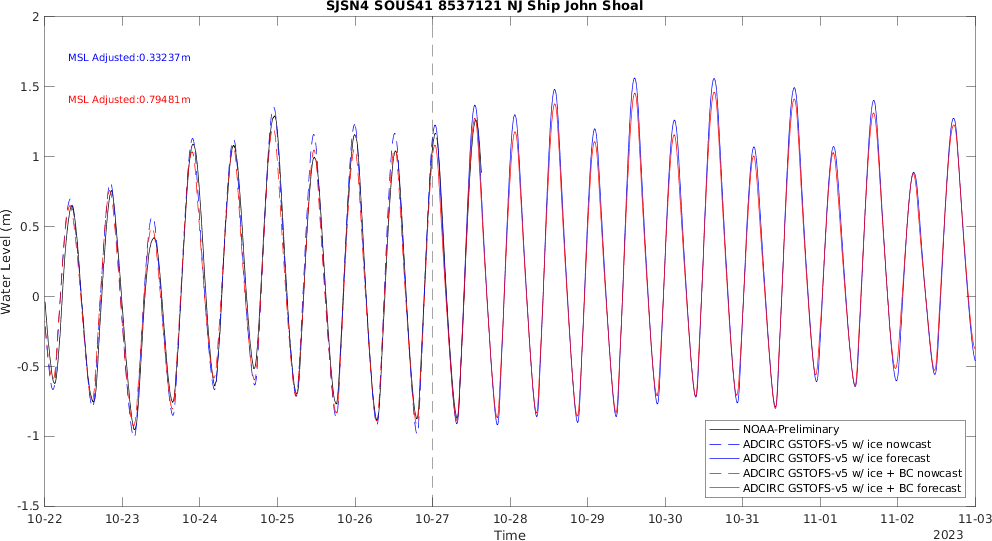 SJSN4 SOUS41 8537121 NJ Ship John Shoal
MSL Adjusted:0.33237m
MSL Adjusted:0.79481m
Water Level (m)
2
1.5
1
0.5
0
-0.5
-1
-1.5
NOAA-Preliminary
ADCIRC GSTOFS-v5 w/ ice nowcast
ADCIRC GSTOFS-v5 w/ ice forecast
ADCIRC GSTOFS-v5 w/ ice + BC nowcast
ADCIRC GSTOFS-v5 w/ ice + BC forecast
10-22 10-23 10-24 10-25 10-26 10-27 10-28 10-29 10-30 10-31 11-01 11-02 11-03
Time
2023